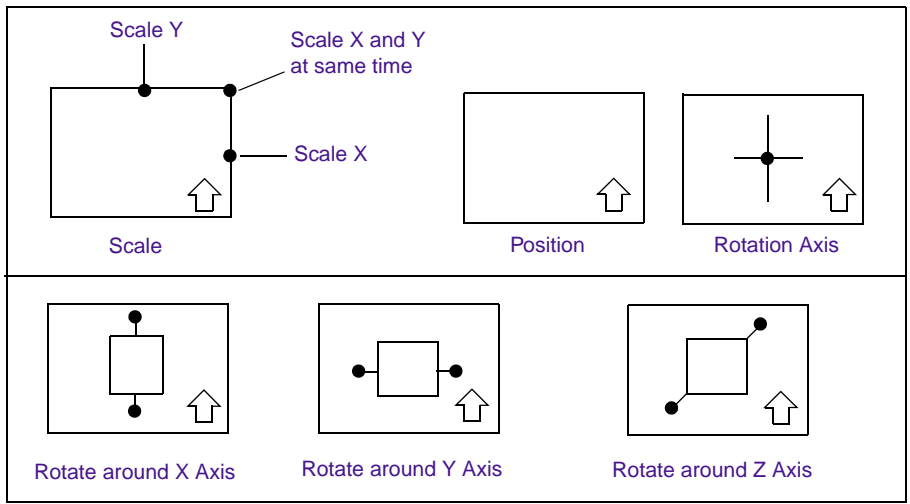 Scale Y
Scale X and Y
at same time
Scale X
Scale
Position
Rotation Axis
Rotate around X Axis
Rotate around Y Axis
Rotate around Z Axis